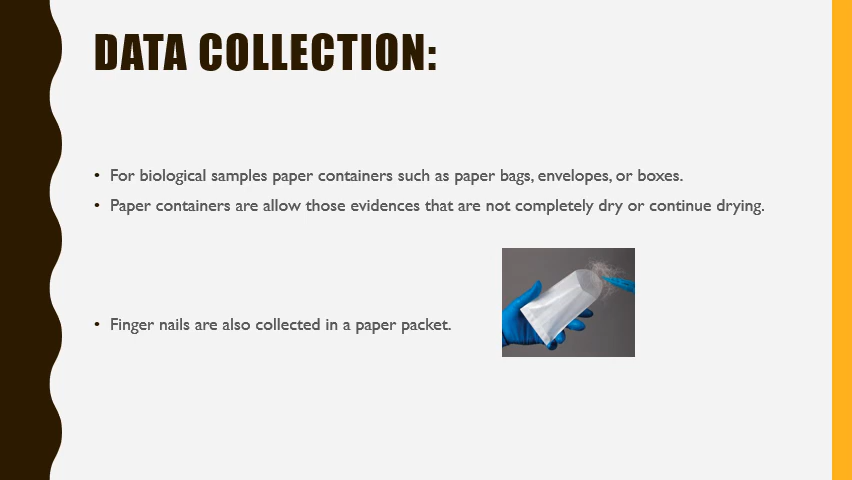 DATA COLLECTION:
• For biological samples paper containers such as paper bags, envelopes, or boxes.
• Paper containers are allow those evidences that are not completely dry or continue drying.
• Finger nails are also collected in a paper packet.